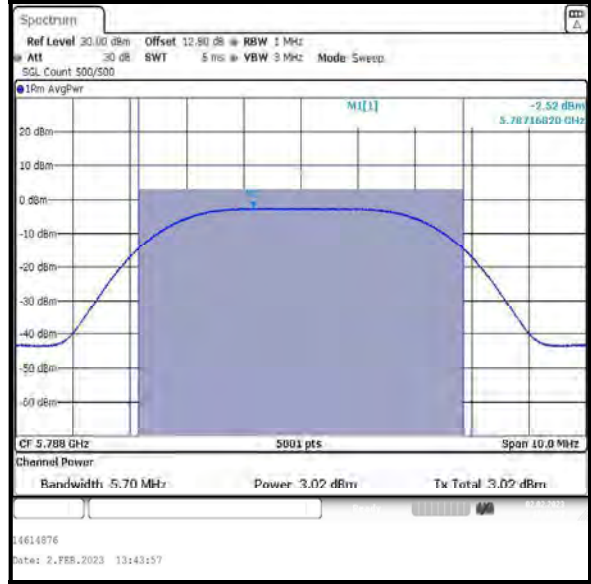 Spectrum
Ref Level 30.00 dBm Offset 12.80 dB RBW 1 MHz
Att 30 dB SWT 5 ms VBW 3 MHz Mode Sweep
SGL Count 500/500
1Rm AvgPwr
M1[1] -2.52 dBm
5.78716820 GHz
20 dBm
10 dBm
0 dBm
-10 dBm
-20 dBm
-30 dBm
-40 dBm
-50 dBm
-60 dBm
CF 5.788 GHz 5001 pts Span 10.0 MHz
Channel Power
Bandwidth 5.70 MHz Power 3.02 dBm Tx Total 3.02 dBm
14614876
Date: 2.FEB.2023 13:43:57